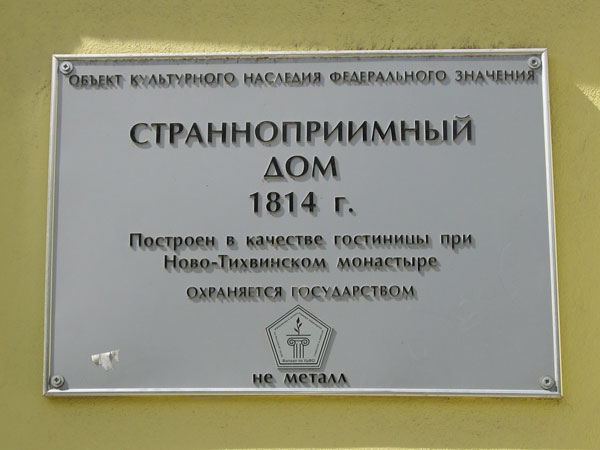 ОБЪЕКТ КУЛЬТУРНОГО НАСЛЕДИЯ ФЕДЕРАЛЬНОГО ЗНАЧЕНИЯ
СТРАННОПРИИМНЫЙ
ДОМ
1814 г.
Построен в качестве гостиницы при
Ново-Тихвинском монастыре
ОХРАНЯЕТСЯ ГОСУДАРСТВОМ
не металл